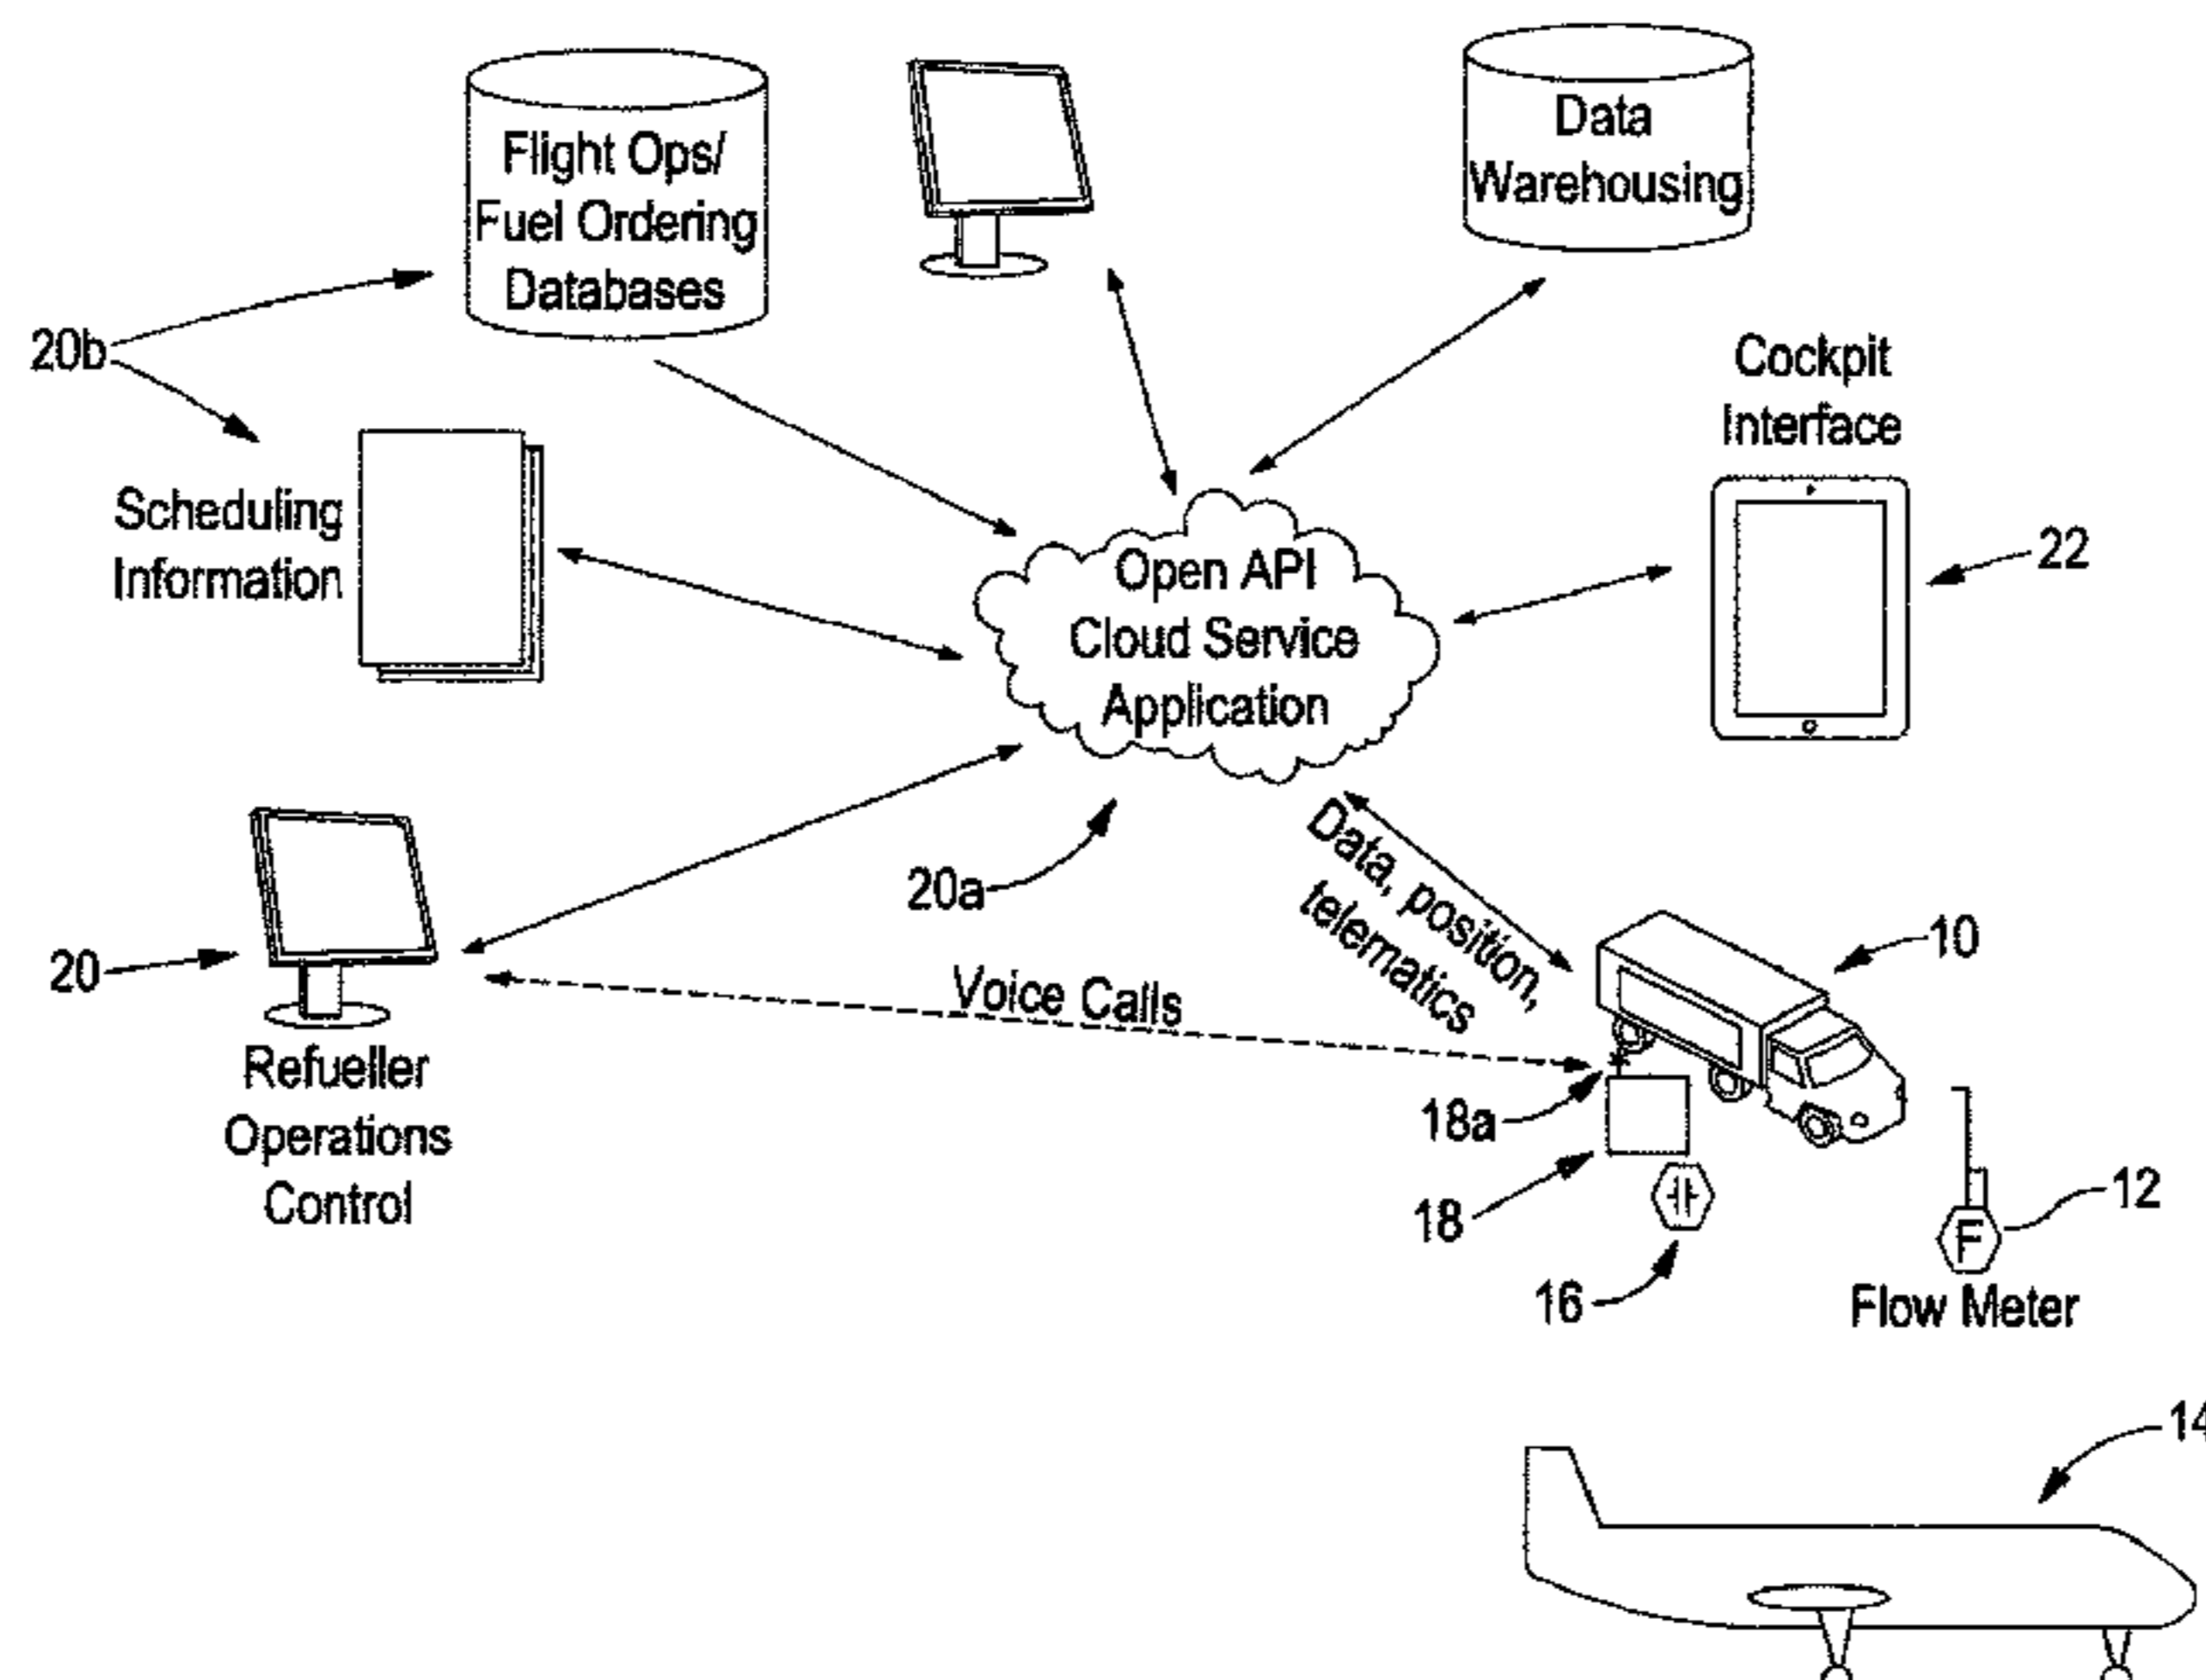 Flight Ops/
Fuel Ordering
Databases
Data
Warehousing
20b
Cockpit
Interface
Scheduling
Information
22
Open API
Cloud Service
Application
20a
Data, position,
telematics
10
20
Voice Calls
Refueller
Operations
Control
18a
18
12
16
Flow Meter
14